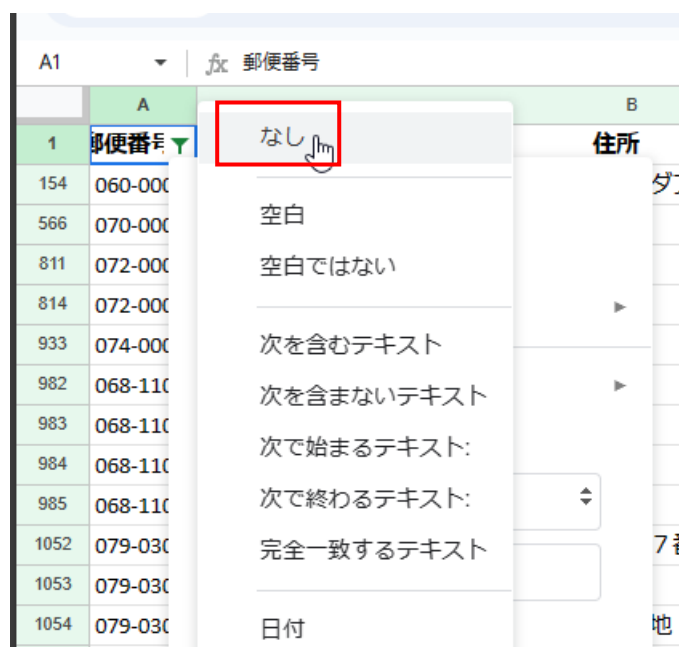 A1 fx 郵便番号
A B
1 郵便番号 住所
154 060-000
566 070-000
811 072-000
814 072-000
933 074-000
982 068-110
983 068-110
984 068-110
985 068-110
1052 079-030 7番
1053 079-030
1054 079-030 地
なし
空白
空白ではない
次を含むテキスト
次を含まないテキスト
次で始まるテキスト:
次で終わるテキスト:
完全一致するテキスト
日付